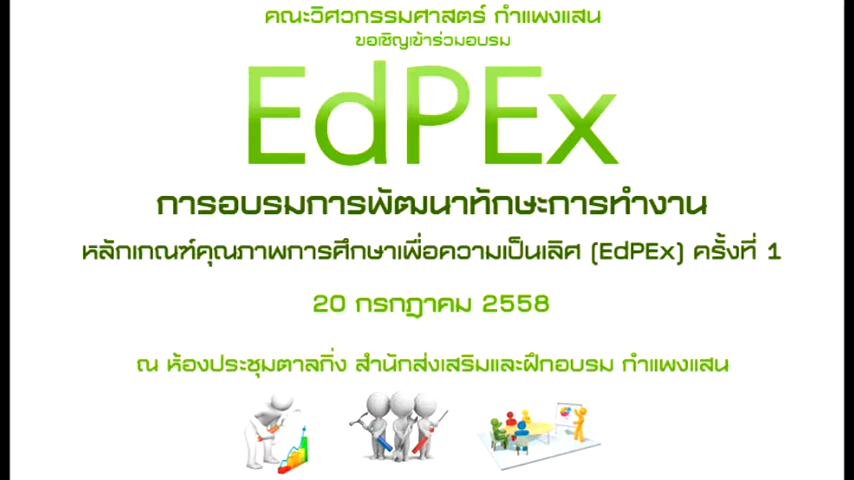 คณะวิศวกรรมศาสตร์ กำแพงแสน
ขอเชิญเข้าร่วมอบรม
EdPEx
การอบรมการพัฒนาทักษะการทำงาน
หลักเกณฑ์คุณภาพการศึกษาเพื่อความเป็นเลิศ (EdPEx) ครั้งที่ 1
20 กรกฎาคม 2558
ณ ห้องประชุมตาลกิ่ง สำนักส่งเสริมและฝึกอบรม กำแพงแสน